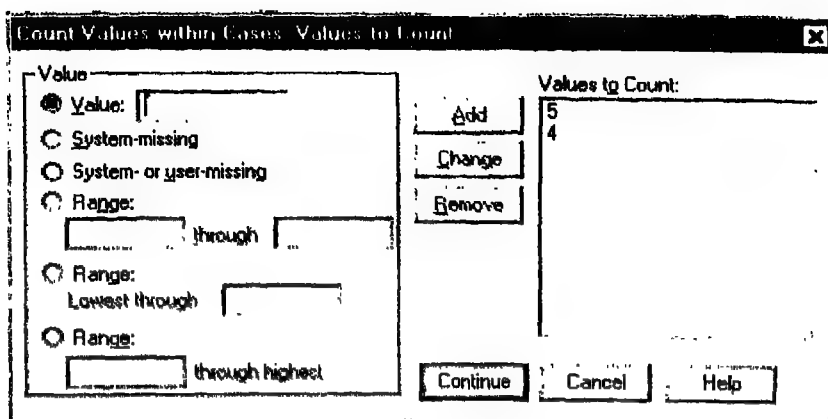 Count Values within Cases: Values to Count
Value
Value:
System-missing
System- or user-missing
Range:
through
Range:
Lowest through
Range:
through highest
Add
Change
Remove
Values to Count:
5
4
Continue
Cancel
Help